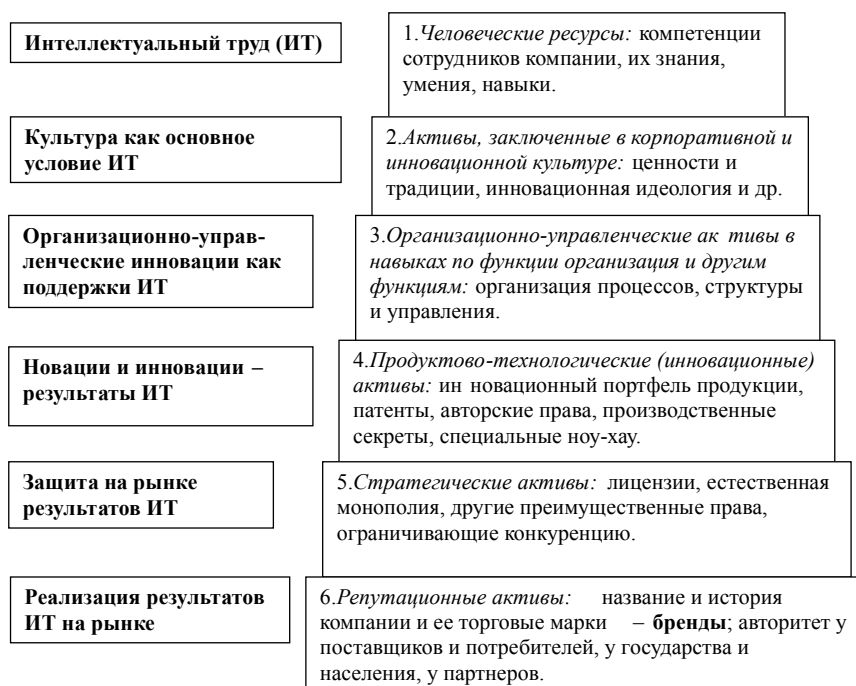 Интеллектуальный труд (ИТ)
1.Человеческие ресурсы: компетенции
сотрудников компании, их знания,
умения, навыки.
Культура как основное
условие ИТ
2.Активы, заключенные в корпоративной и
инновационной культуре: ценности и
традиции, инновационная идеология и др.
Организационно-управ-
ленческие инновации как
поддержки ИТ
3.Организационно-управленческие ак тивы в
навыках по функции организация и другим
функциям: организация процессов, структуры
и управления.
Новации и инновации –
результаты ИТ
4.Продуктово-технологические (инновационные)
активы: ин новационный портфель продукции,
патенты, авторские права, производственные
секреты, специальные ноу-хау.
Защита на рынке
результатов ИТ
5.Стратегические активы: лицензии, естественная
монополия, другие преимущественные права,
ограничивающие конкуренцию.
Реализация результатов
ИТ на рынке
6.Репутационные активы: название и история
компании и ее торговые марки – бренды; авторитет у
поставщиков и потребителей, у государства и
населения, у партнеров.